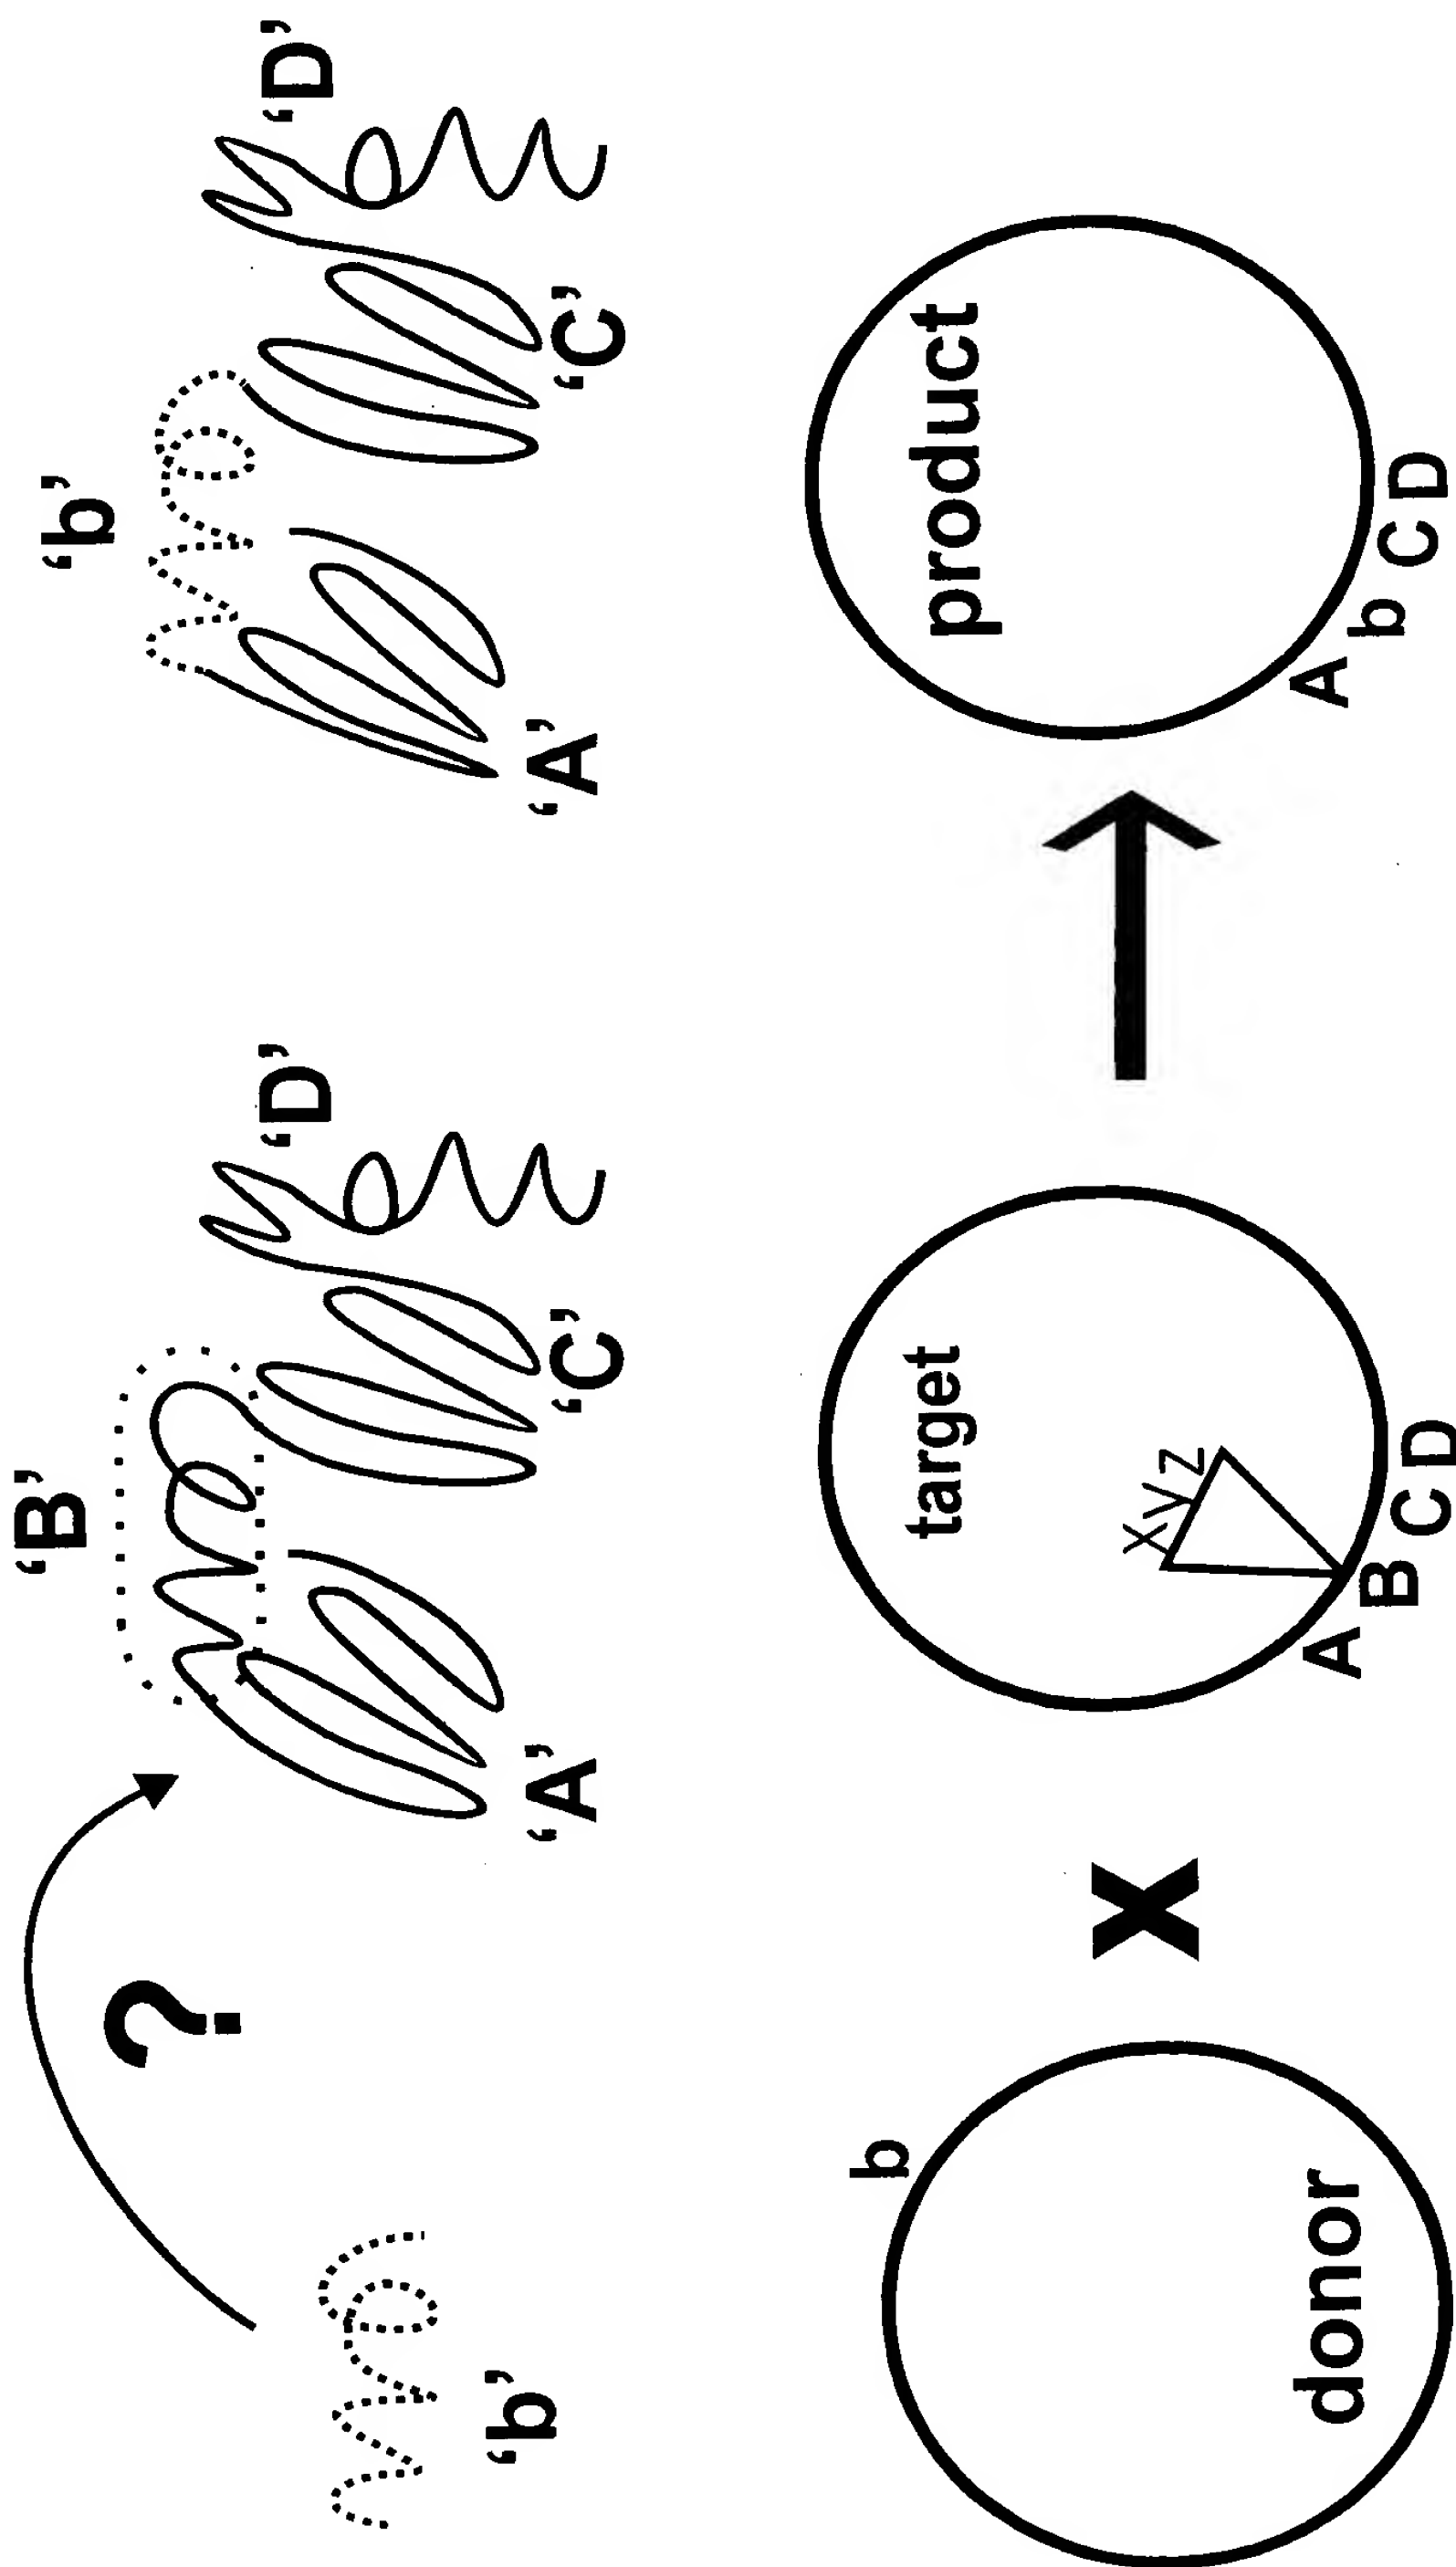 ‘b’
?
‘B’
‘A’
‘C’
‘D’
‘b’
‘A’
‘C’
‘D’
b
donor
X
target
xyz
A B C D
product
A b C D